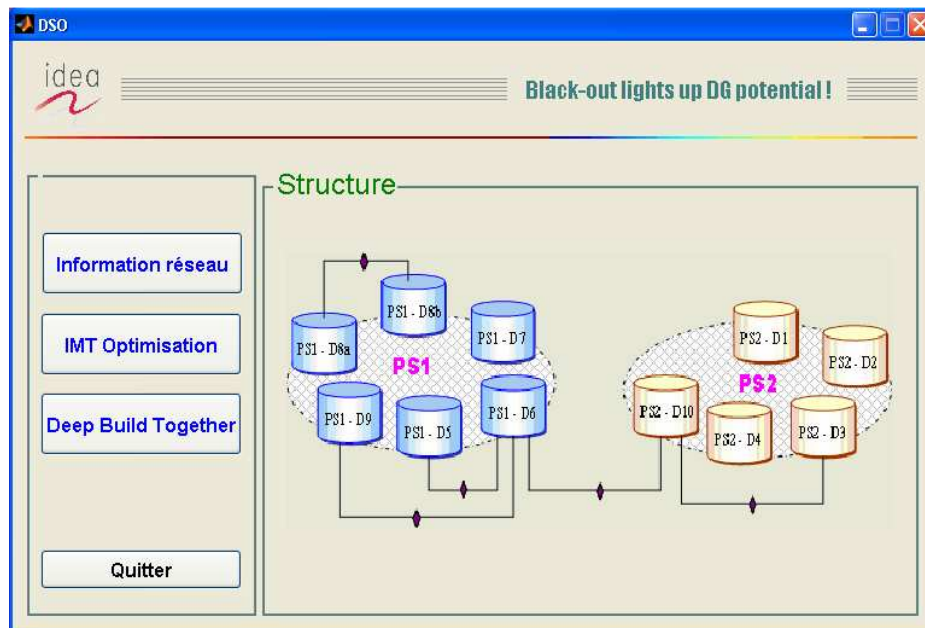 DSO
idea
Black-out lights up DG potential !
Structure
Information réseau
IMT Optimisation
Deep Build Together
Quitter
PS1 - D8b
PS1 - D8a
PS1 - D7
PS1
PS1 - D9
PS1 - D5
PS1 - D6
PS2 - D1
PS2 - D2
PS2
PS2 - D10
PS2 - D4
PS2 - D3